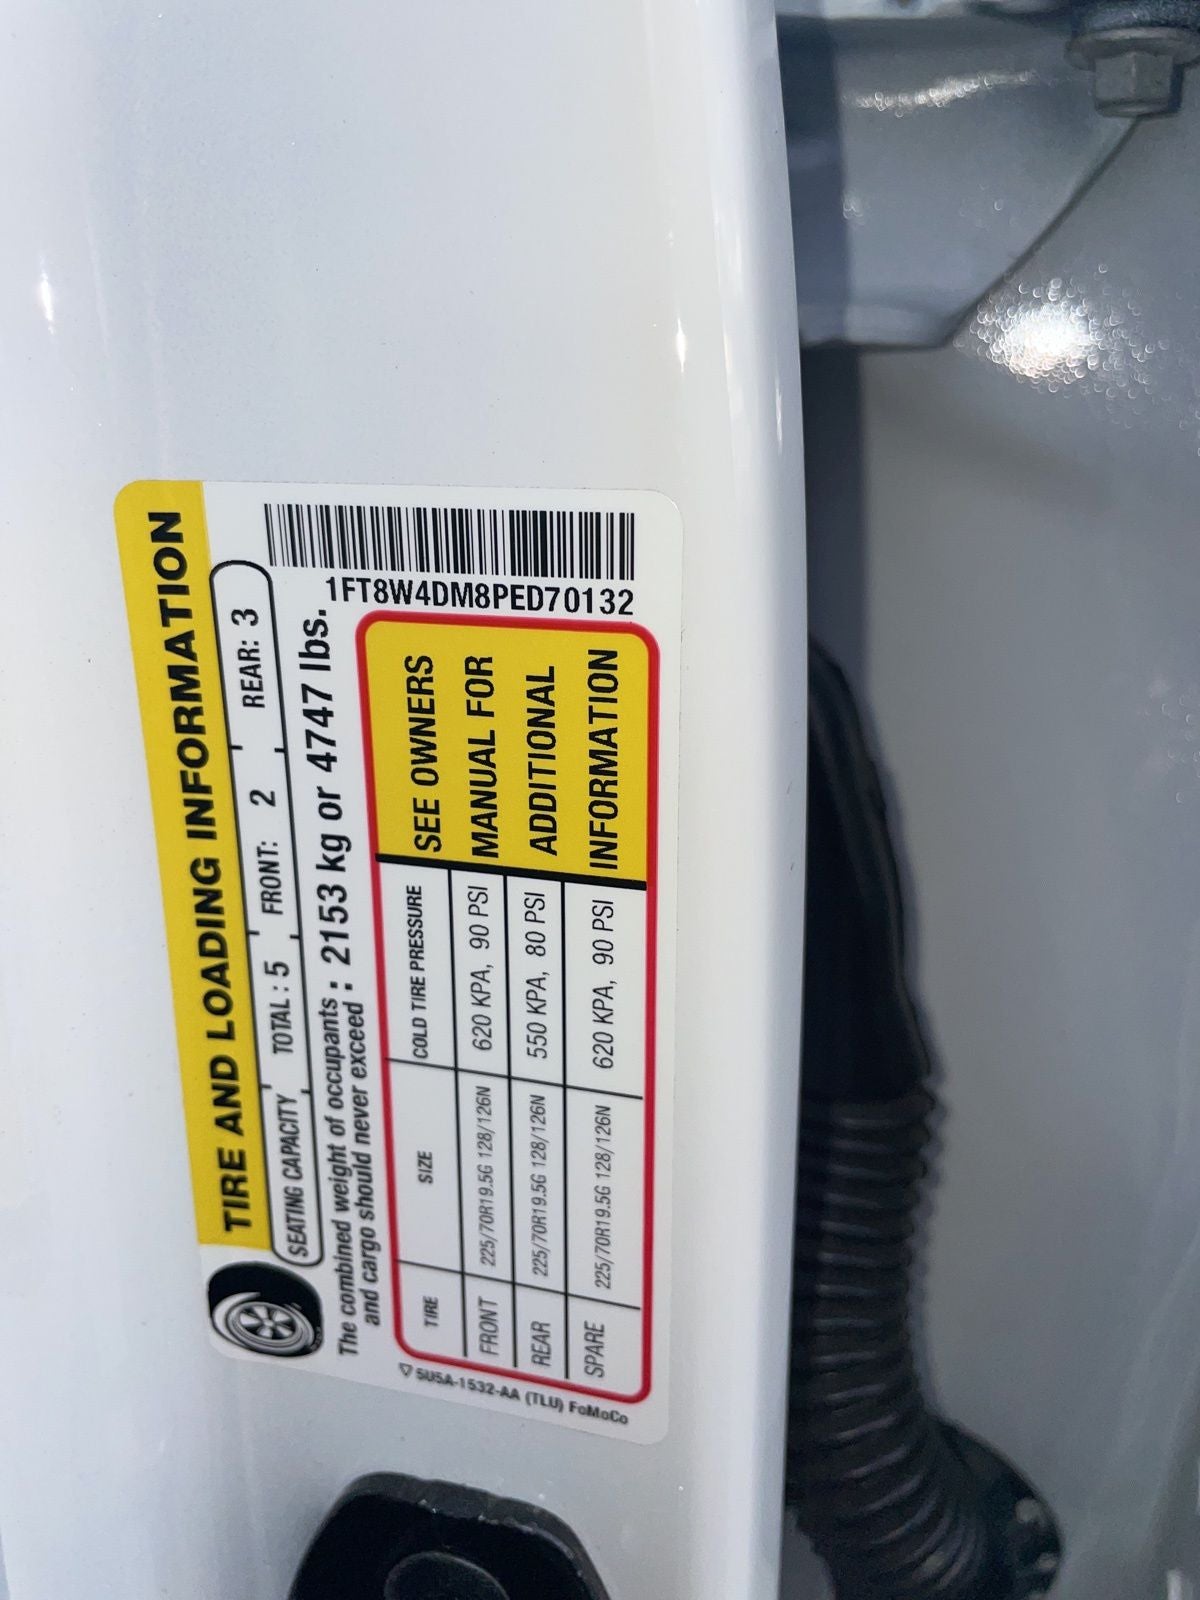 TIRE AND LOADING INFORMATION
SEATING CAPACITY TOTAL : 5 FRONT: 2 REAR: 3
The combined weight of occupants
and cargo should never exceed : 2153 kg or 4747 lbs.
TIRE SIZE COLD TIRE PRESSURE
FRONT 225/70R19.5G 128/126N 620 KPA, 90 PSI
REAR 225/70R19.5G 128/126N 550 KPA, 80 PSI
SPARE 225/70R19.5G 128/126N 620 KPA, 90 PSI
SEE OWNERS
MANUAL FOR
ADDITIONAL
INFORMATION
1FT8W4DM8PED70132
5U5A-1532-AA (TLU) FoMoCo